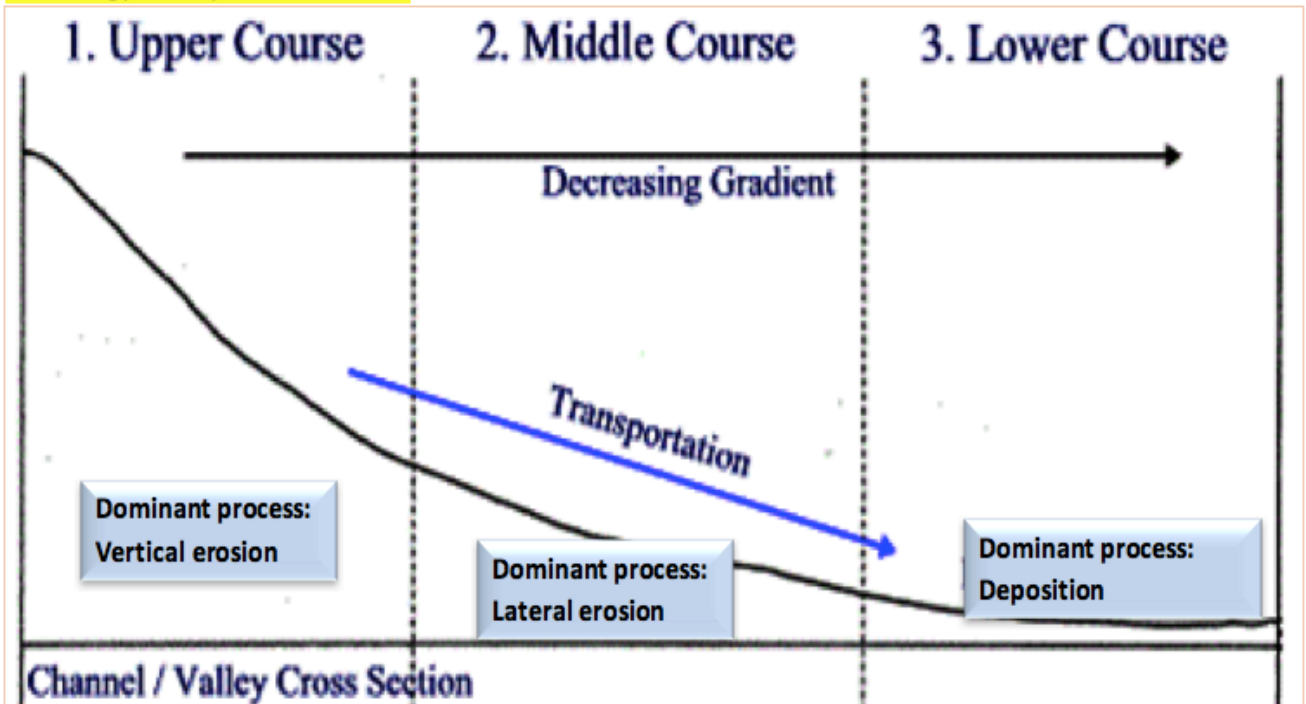 1. Upper Course
2. Middle Course
3. Lower Course
Decreasing Gradient
Transportation
Dominant process:
Vertical erosion
Dominant process:
Lateral erosion
Dominant process:
Deposition
Channel / Valley Cross Section